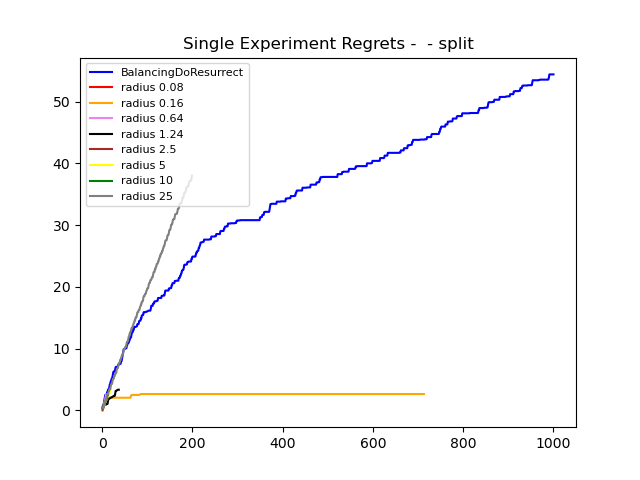 Single Experiment Regrets -  - split
BalancingDoResurrect
radius 0.08
radius 0.16
radius 0.64
radius 1.24
radius 2.5
radius 5
radius 10
radius 25
50
40
30
20
10
0
0 200 400 600 800 1000